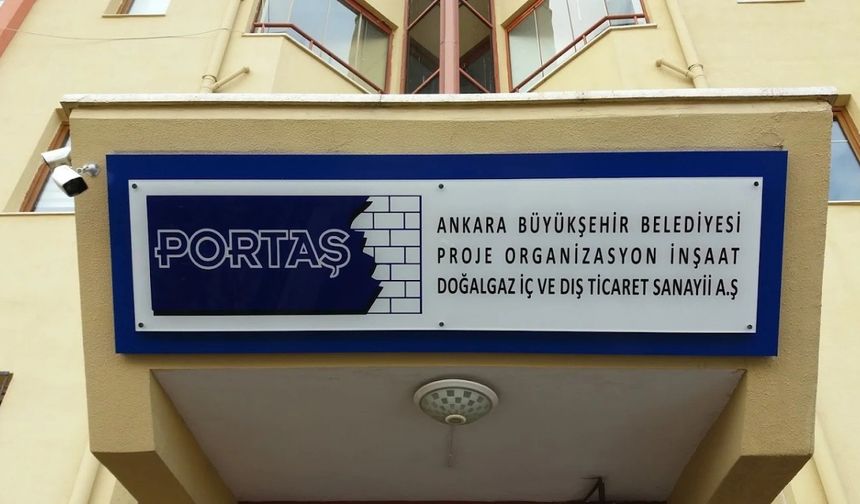 PORTAŞ
ANKARA BÜYÜKŞEHİR BELEDİYESİ
PROJE ORGANİZASYON İNŞAAT
DOĞALGAZ İÇ VE DIŞ TİCARET SANAYİİ A.Ş